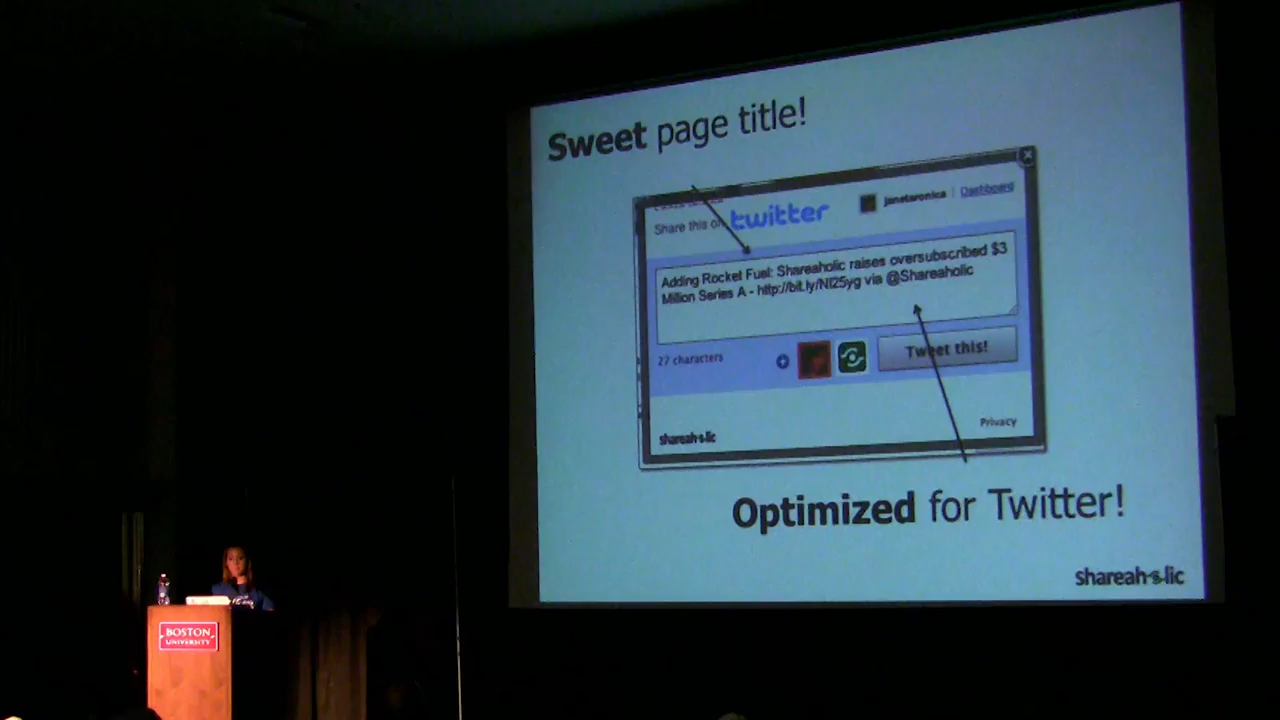 Sweet page title!
Share this on twitter
janetaronica | Dashboard
Adding Rocket Fuel: Shareaholic raises oversubscribed $3
Million Series A - http://bit.ly/NI25yg via @Shareaholic
27 characters
Tweet this!
Privacy
shareaholic
Optimized for Twitter!
shareaholic
BOSTON
UNIVERSITY